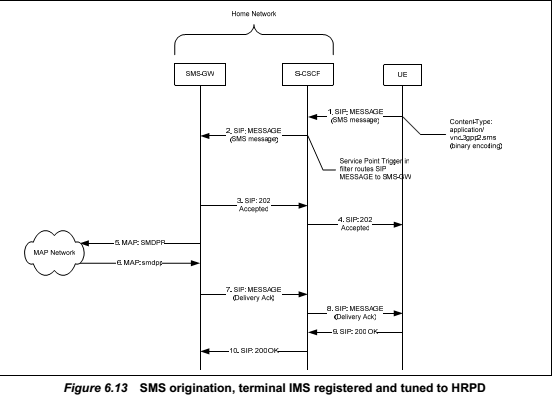 Home Network
SMS-GW
S-CSCF
UE
1. SIP: MESSAGE
(SMS message)
2. SIP: MESSAGE
(SMS message)
Content-Type:
application/
vnc.3gpp2.sms
(binary encoding)
Service Point Trigger in
filter routes SIP
MESSAGE to SMS-GW
3. SIP: 202
Accepted
4. SIP: 202
Accepted
5. MAP: SMDPP
MAP Network
6. MAP: smdpp
7. SIP: MESSAGE
(Delivery Ack)
8. SIP: MESSAGE
(Delivery Ack)
9. SIP: 200 OK
10. SIP: 200 OK
Figure 6.13 SMS origination, terminal IMS registered and tuned to HRPD